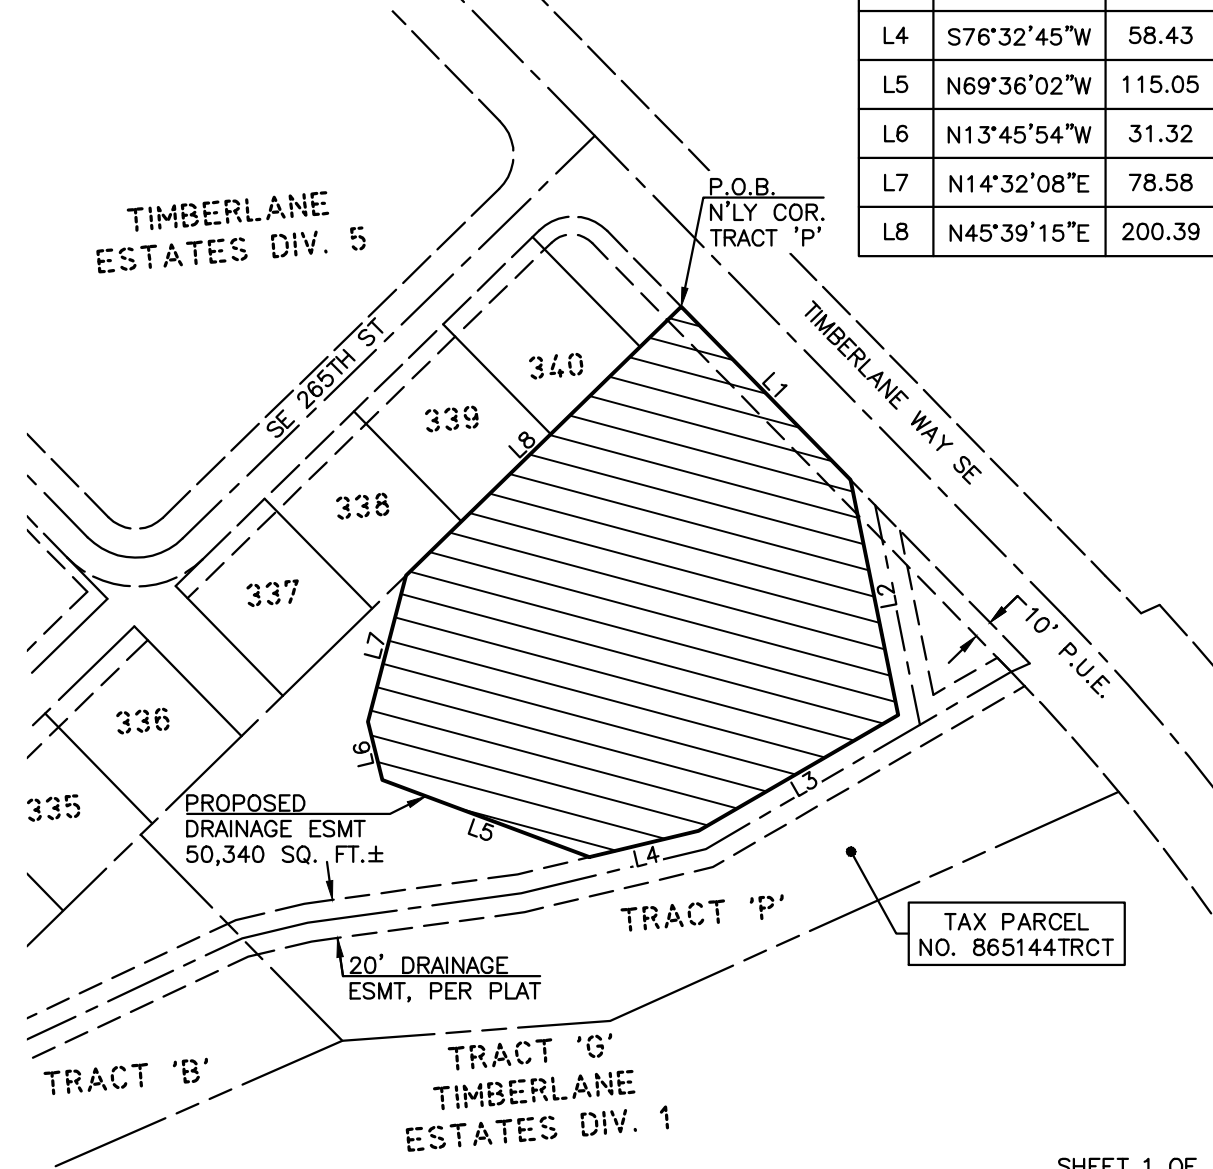 L4 S76°32'45"W 58.43
L5 N69°36'02"W 115.05
L6 N13°45'54"W 31.32
L7 N14°32'08"E 78.58
L8 N45°39'15"E 200.39
P.O.B.
N'LY COR.
TRACT 'P'
TIMBERLANE
ESTATES DIV. 5
SE 265TH ST
TIMBERLANE WAY SE
340
339
338
337
336
335
L1
L2
L3
L4
L5
L6
L7
L8
10' P.U.E.
PROPOSED
DRAINAGE ESMT
50,340 SQ. FT.±
TRACT 'P'
TAX PARCEL
NO. 865144TRCT
20' DRAINAGE
ESMT, PER PLAT
TRACT 'B'
TRACT 'G'
TIMBERLANE
ESTATES DIV. 1
SHEET 1 OF